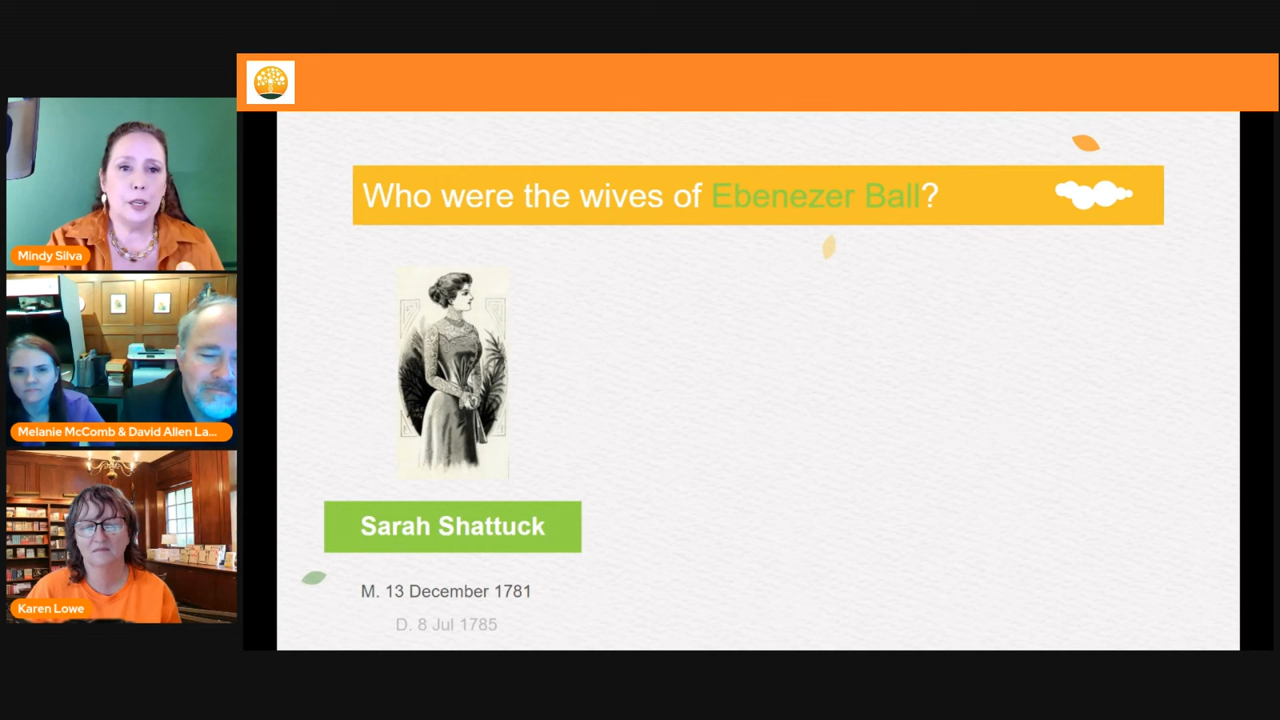 Who were the wives of Ebenezer Ball?
Mindy Silva
Melanie McComb & David Allen La...
Sarah Shattuck
M. 13 December 1781
Karen Lowe
D. 8 Jul 1785